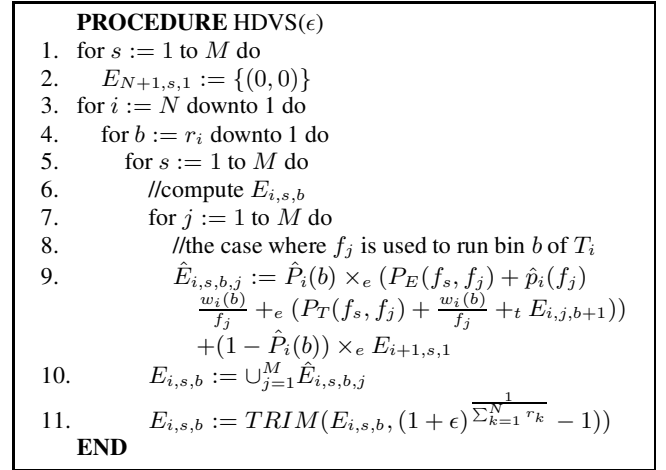 PROCEDURE HDVS(ϵ)
1. for s := 1 to M do
2. E_{N+1,s,1} := {(0, 0)}
3. for i := N downto 1 do
4. for b := r_i downto 1 do
5. for s := 1 to M do
6. //compute E_{i,s,b}
7. for j := 1 to M do
8. //the case where f_j is used to run bin b of T_i
9. Ê_{i,s,b,j} := P̂_i(b) ×_e (P_E(f_s, f_j) + p̂_i(f_j)
\frac{w_i(b)}{f_j} +_e (P_T(f_s, f_j) + \frac{w_i(b)}{f_j} +_t E_{i,j,b+1}))
+(1 − P̂_i(b)) ×_e E_{i+1,s,1}
10. E_{i,s,b} := ∪_{j=1}^{M} Ê_{i,s,b,j}
11. E_{i,s,b} := TRIM(E_{i,s,b}, (1 + ϵ)^{\frac{1}{\sum_{k=1}^{N} r_k}} − 1))
END